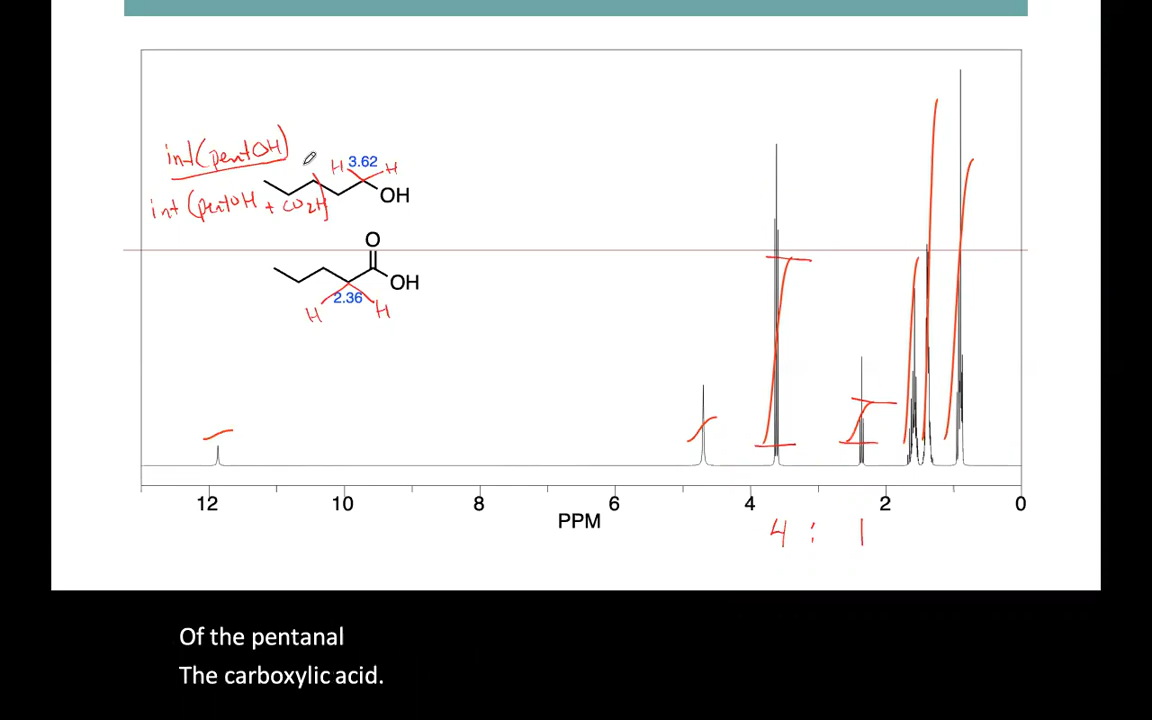 int(pentOH)
H 3.62 H
OH
int (pentOH + CO2H)
O
OH
2.36
H H
12 10 8 6 4 2 0
PPM
4 : 1
Of the pentanal
The carboxylic acid.